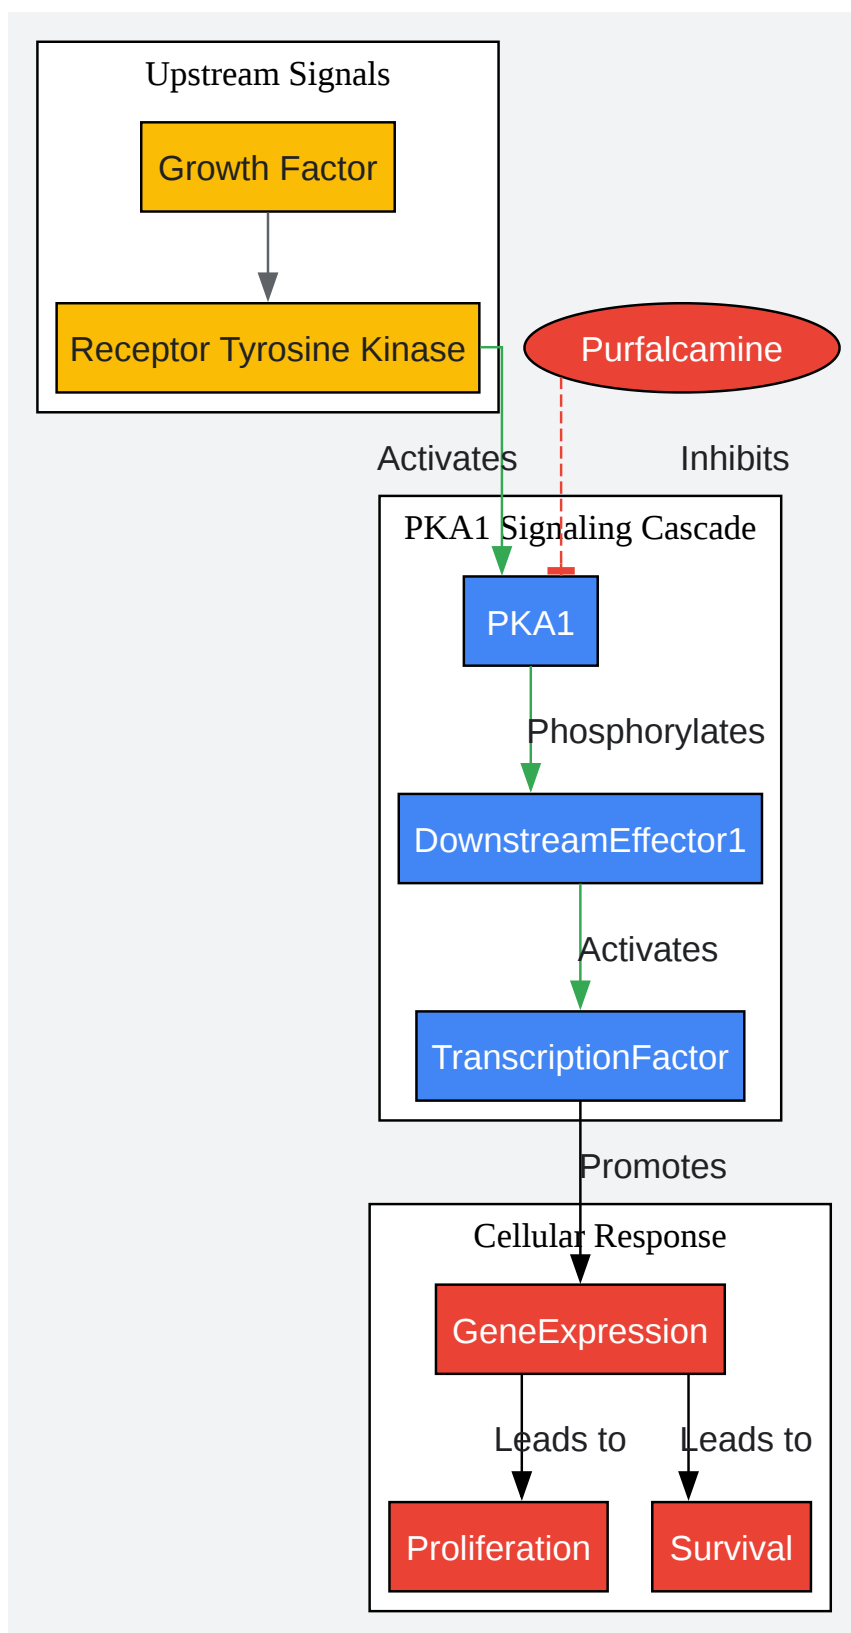 Upstream Signals
Growth Factor
Receptor Tyrosine Kinase
Purfalcamine
Activates
Inhibits
PKA1 Signaling Cascade
PKA1
Phosphorylates
DownstreamEffector1
Activates
TranscriptionFactor
Promotes
Cellular Response
GeneExpression
Leads to
Leads to
Proliferation
Survival